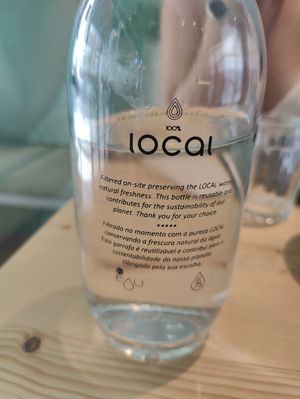 100%
LOCAL
Filtered on-site preserving the LOCAL water
natural freshness. This bottle is reusable and
contributes for the sustainability of our
planet. Thank you for your choice
*****
Filtrado no momento com a pureza LOCAL
conservando a frescura natural da água.
Esta garrafa é reutilizável e contribui para a
sustentabilidade do nosso planeta.
Obrigado pela sua escolha.
EAU